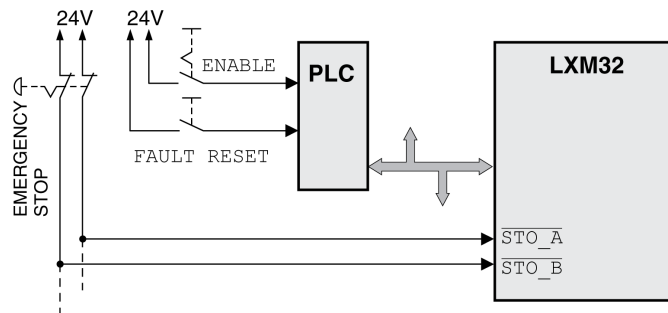 24V
24V
ENABLE
PLC
LXM32
FAULT RESET
EMERGENCY
STOP
STO_A
STO_B